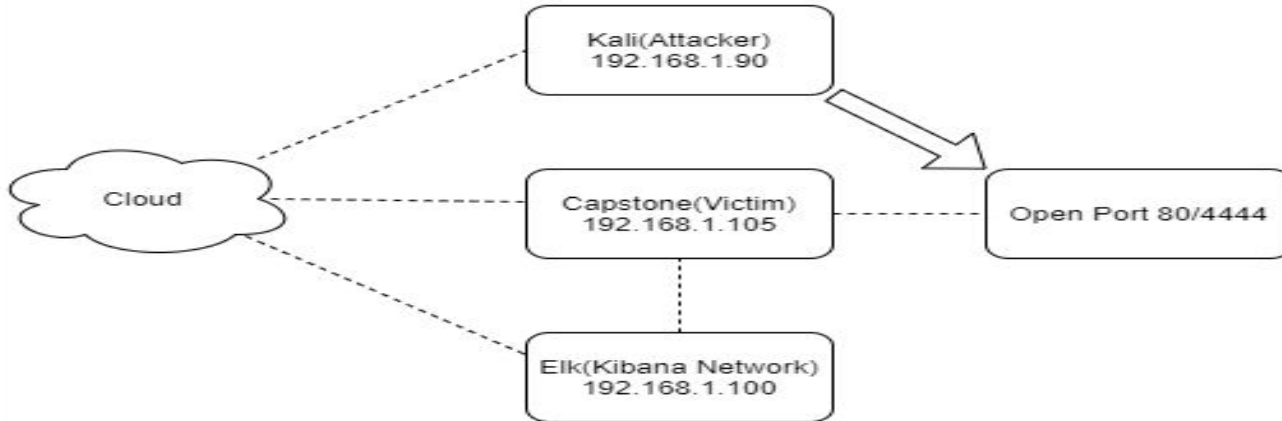 Kali(Attacker)
192.168.1.90
Cloud
Capstone(Victim)
192.168.1.105
Open Port 80/4444
Elk(Kibana Network)
192.168.1.100